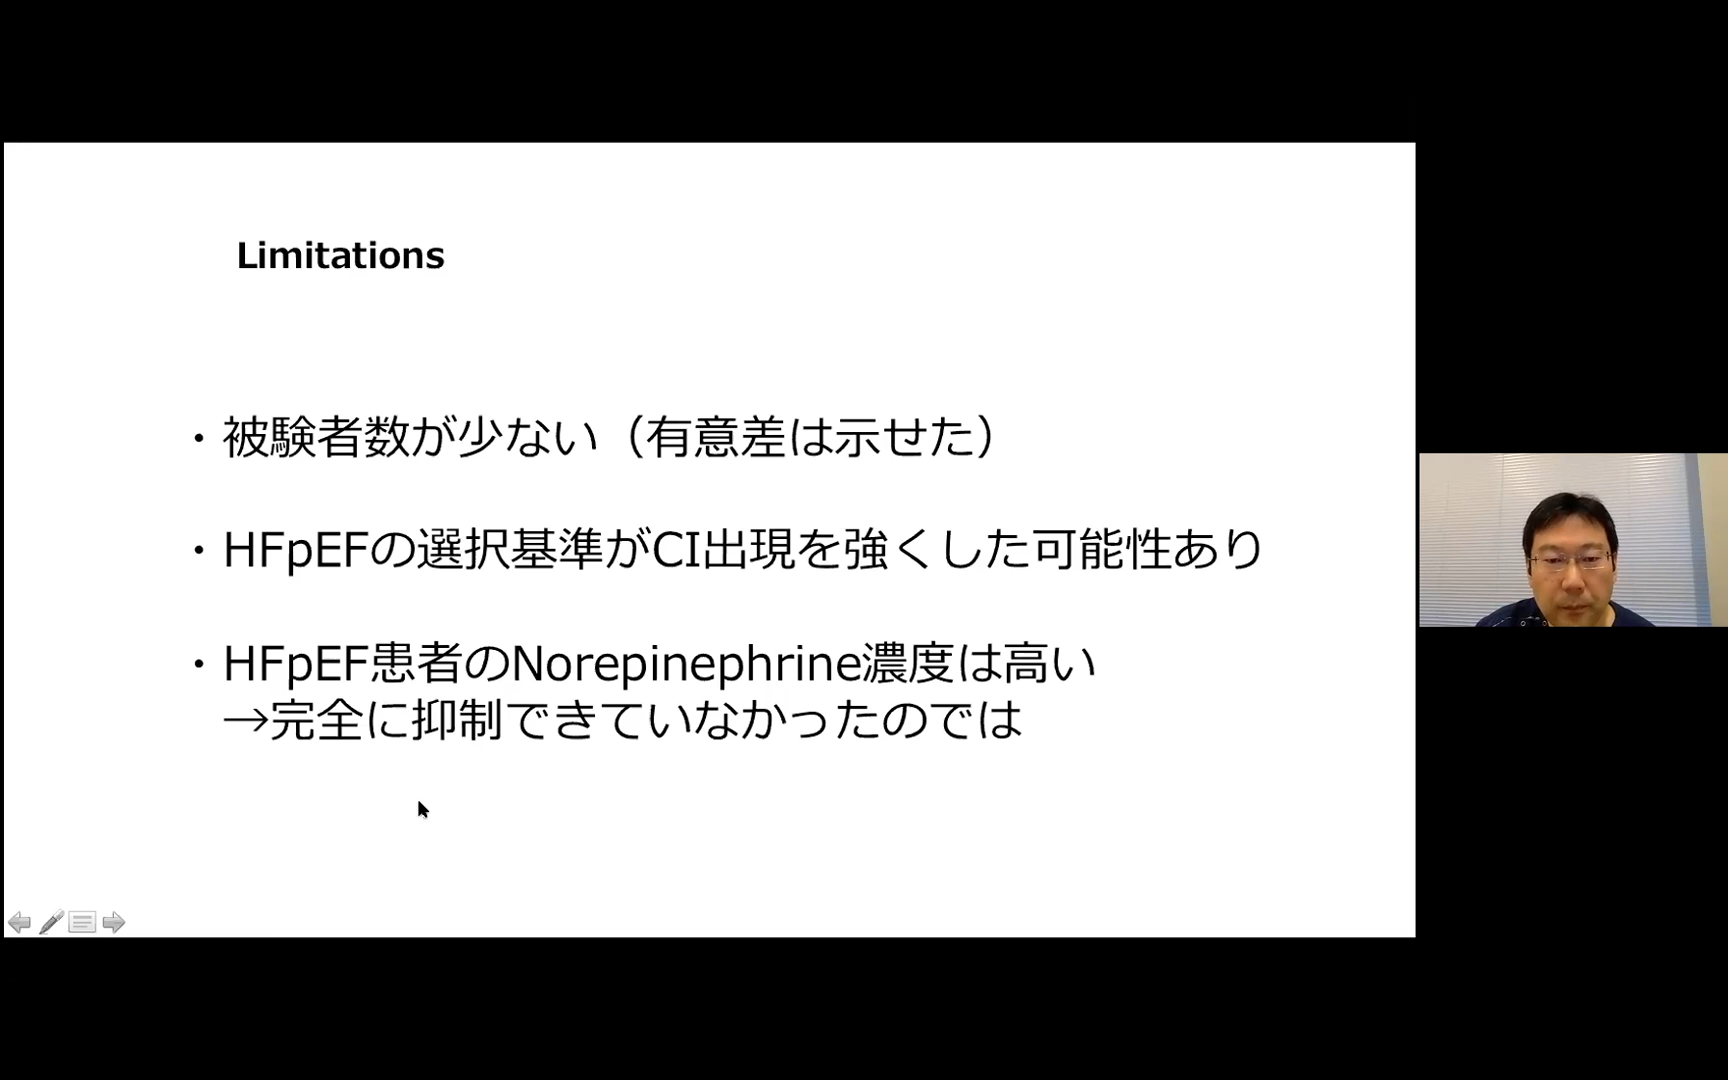 Limitations
・被験者数が少ない（有意差は示せた）
・HFpEFの選択基準がCI出現を強くした可能性あり
・HFpEF患者のNorepinephrine濃度は高い
→完全に抑制できていなかったのでは